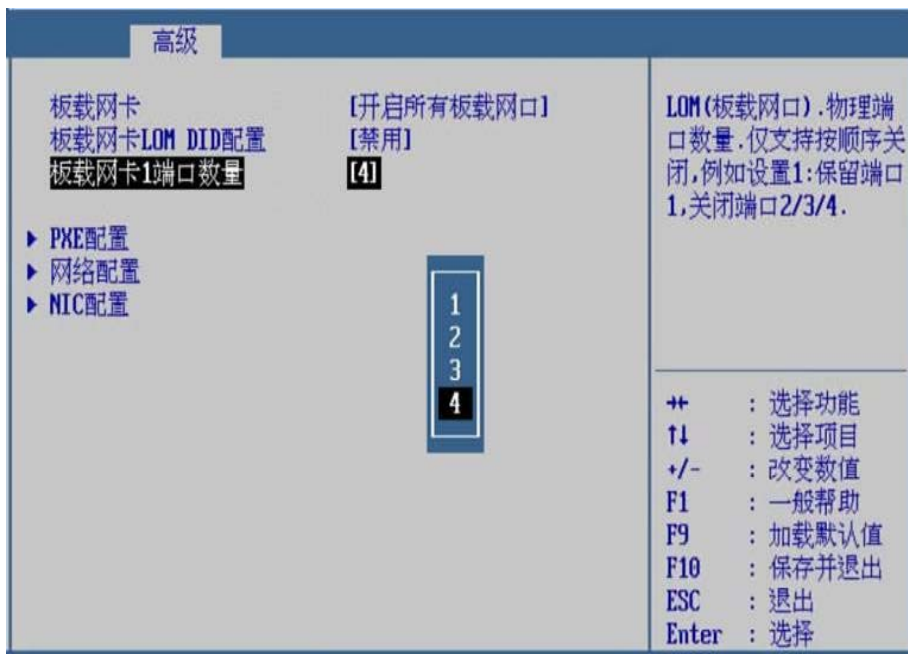 高级
板载网卡 [开启所有板载网口]
板载网卡LOM DID配置 [禁用]
板载网卡1端口数量 [4]
PXE配置
网络配置
NIC配置
1
2
3
4
LOM(板载网口).物理端
口数量.仅支持按顺序关
闭,例如设置1:保留端口
1,关闭端口2/3/4.
→← : 选择功能
↑↓ : 选择项目
+/- : 改变数值
F1 : 一般帮助
F9 : 加载默认值
F10 : 保存并退出
ESC : 退出
Enter : 选择